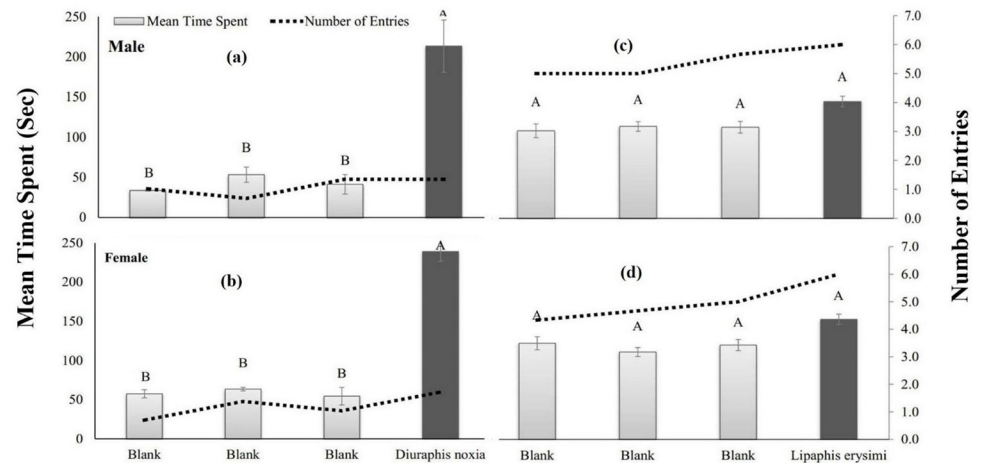 Mean Time Spent (Sec)
Number of Entries
Mean Time Spent
Number of Entries
Male
(a)
250
200
150
100
50
0
B
B
B
A
(c)
7.0
6.0
5.0
4.0
3.0
2.0
1.0
0.0
A
A
A
A
Female
(b)
250
200
150
100
50
0
B
B
B
A
Blank
Blank
Blank
Diuraphis noxia
(d)
7.0
6.0
5.0
4.0
3.0
2.0
1.0
0.0
A
A
A
A
Blank
Blank
Blank
Lipaphis erysimi